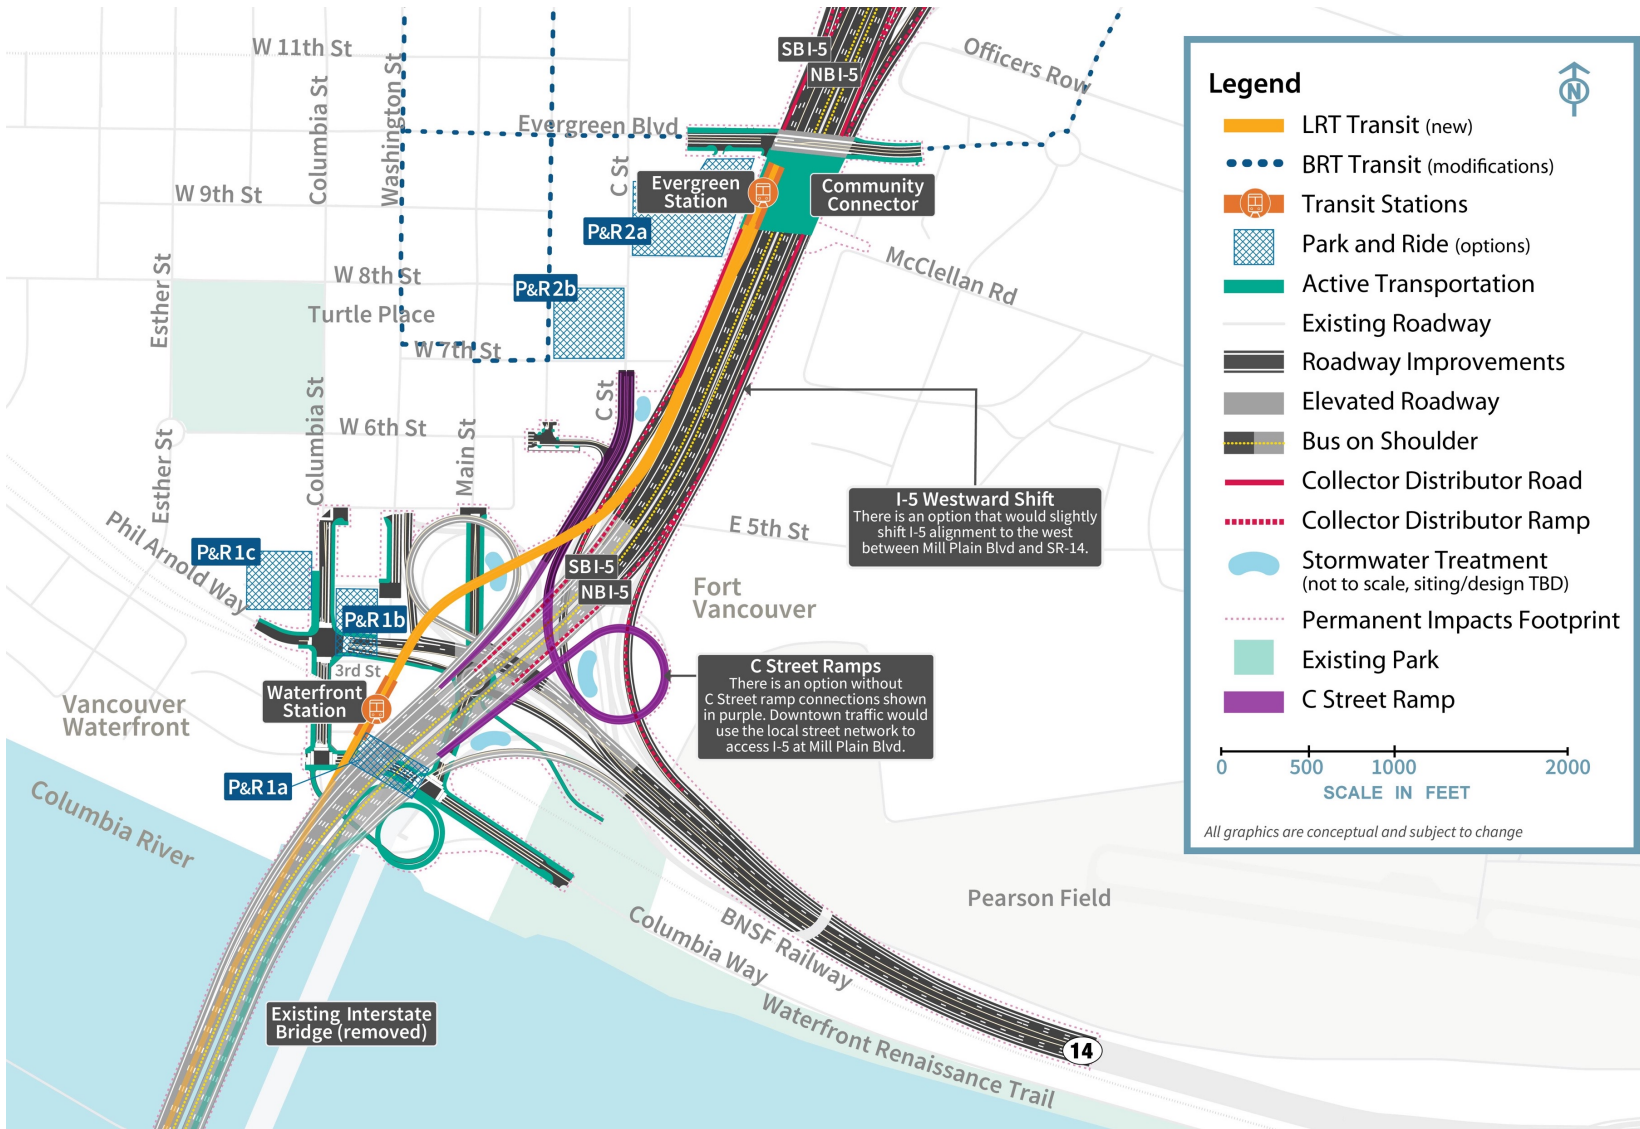 W 11th St
Columbia St
Washington St
SB I-5
NB I-5
Officers Row
Evergreen Blvd
C St
W 9th St
Evergreen
Station
Community
Connector
P&R2a
McClellan Rd
Esther St
W 8th St
P&R2b
Turtle Place
W 7th St
C St
Columbia St
W 6th St
Main St
Esther St
I-5 Westward Shift
There is an option that would slightly
shift I-5 alignment to the west
between Mill Plain Blvd and SR-14.
E 5th St
Phil Arnold Way
P&R1c
SB I-5
NB I-5
Fort
Vancouver
P&R1b
3rd St
C Street Ramps
There is an option without
C Street ramp connections shown
in purple. Downtown traffic would
use the local street network to
access I-5 at Mill Plain Blvd.
Waterfront
Station
Vancouver
Waterfront
P&R1a
Columbia River
Pearson Field
Columbia Way
BNSF Railway
Waterfront Renaissance Trail
Existing Interstate
Bridge (removed)
14
Legend
N
LRT Transit (new)
BRT Transit (modifications)
Transit Stations
Park and Ride (options)
Active Transportation
Existing Roadway
Roadway Improvements
Elevated Roadway
Bus on Shoulder
Collector Distributor Road
Collector Distributor Ramp
Stormwater Treatment
(not to scale, siting/design TBD)
Permanent Impacts Footprint
Existing Park
C Street Ramp
0 500 1000 2000
SCALE IN FEET
All graphics are conceptual and subject to change